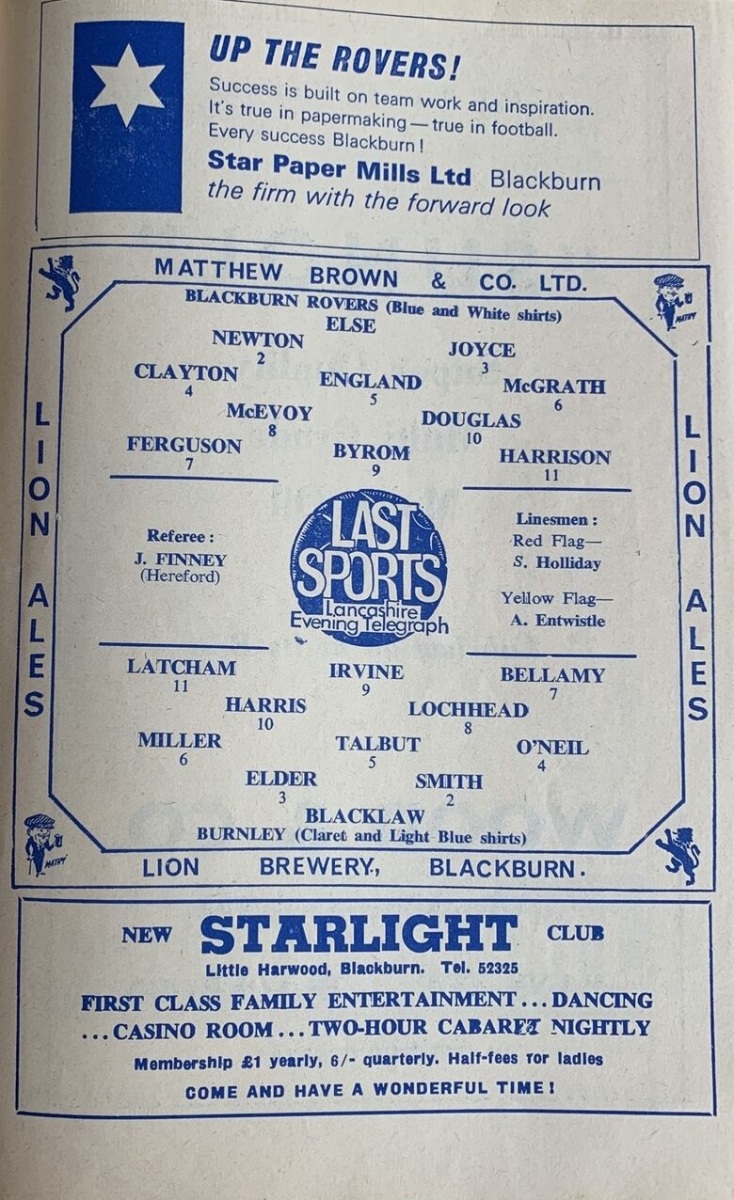 UP THE ROVERS!
Success is built on team work and inspiration.
It's true in papermaking — true in football.
Every success Blackburn!
Star Paper Mills Ltd Blackburn
the firm with the forward look
MATTHEW BROWN & CO. LTD.
LION ALES
LION ALES
MATTY
BLACKBURN ROVERS (Blue and White shirts)
ELSE
NEWTON JOYCE
2 3
CLAYTON ENGLAND McGRATH
4 5 6
McEVOY DOUGLAS
8 10
FERGUSON BYROM HARRISON
7 9 11
Referee :
J. FINNEY
(Hereford)
LAST
SPORTS
Lancashire
Evening Telegraph
Linesmen :
Red Flag—
S. Holliday
Yellow Flag—
A. Entwistle
LATCHAM IRVINE BELLAMY
11 9 7
HARRIS LOCHHEAD
10 8
MILLER TALBUT O'NEIL
6 5 4
ELDER SMITH
3 2
BLACKLAW
BURNLEY (Claret and Light Blue shirts)
MATTY
LION BREWERY, BLACKBURN.
NEW STARLIGHT CLUB
Little Harwood, Blackburn. Tel. 52325
FIRST CLASS FAMILY ENTERTAINMENT...DANCING
...CASINO ROOM...TWO-HOUR CABARET NIGHTLY
Membership £1 yearly, 6/- quarterly. Half-fees for ladies
COME AND HAVE A WONDERFUL TIME!